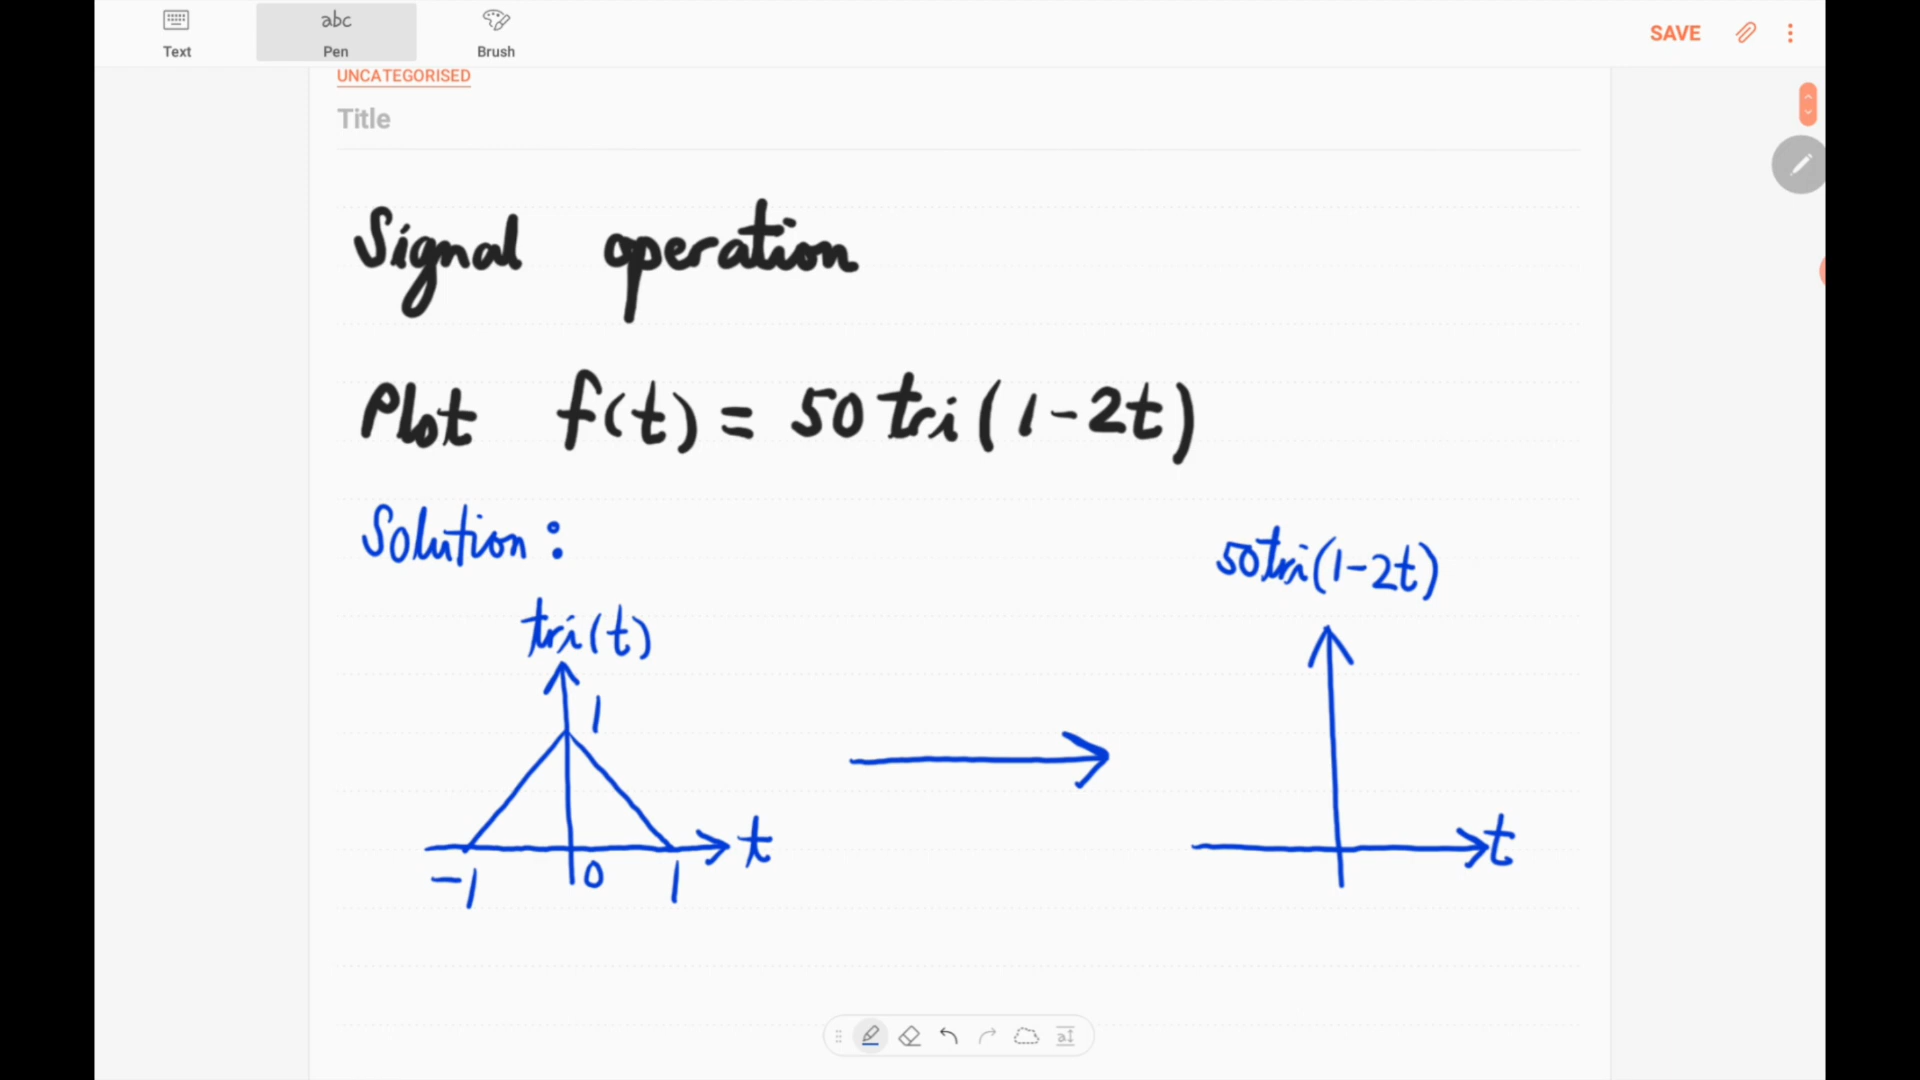 Text
abc
Pen
Brush
SAVE
UNCATEGORISED
Title
Signal operation
Plot f(t) = 50 tri(1-2t)
Solution:
50tri(1-2t)
tri(t)
1
t
t
-1 0 1